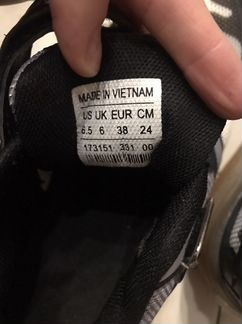 MADE IN VIETNAM
US UK EUR CM
6.5 6 38 24
173151 331 00